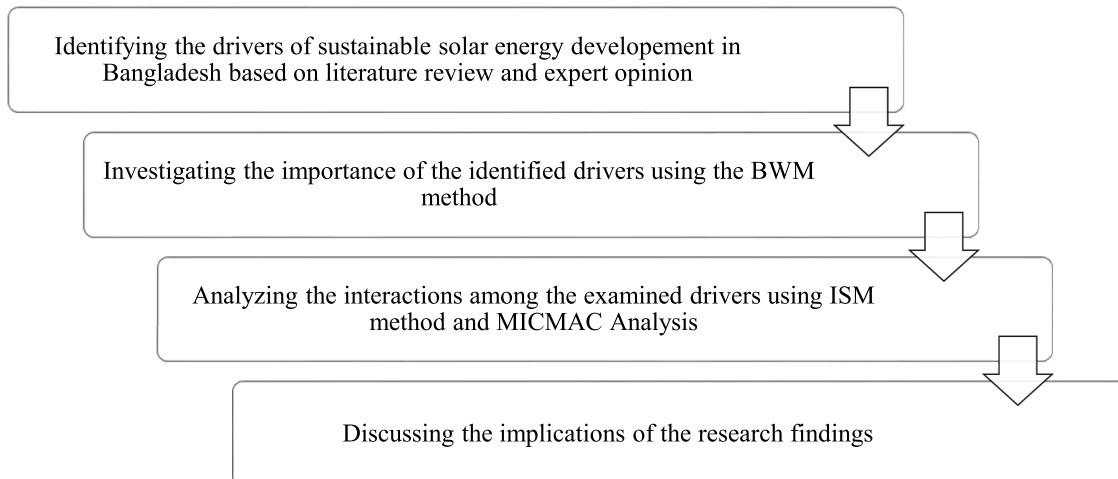 Identifying the drivers of sustainable solar energy developement in
Bangladesh based on literature review and expert opinion
Investigating the importance of the identified drivers using the BWM
method
Analyzing the interactions among the examined drivers using ISM
method and MICMAC Analysis
Discussing the implications of the research findings